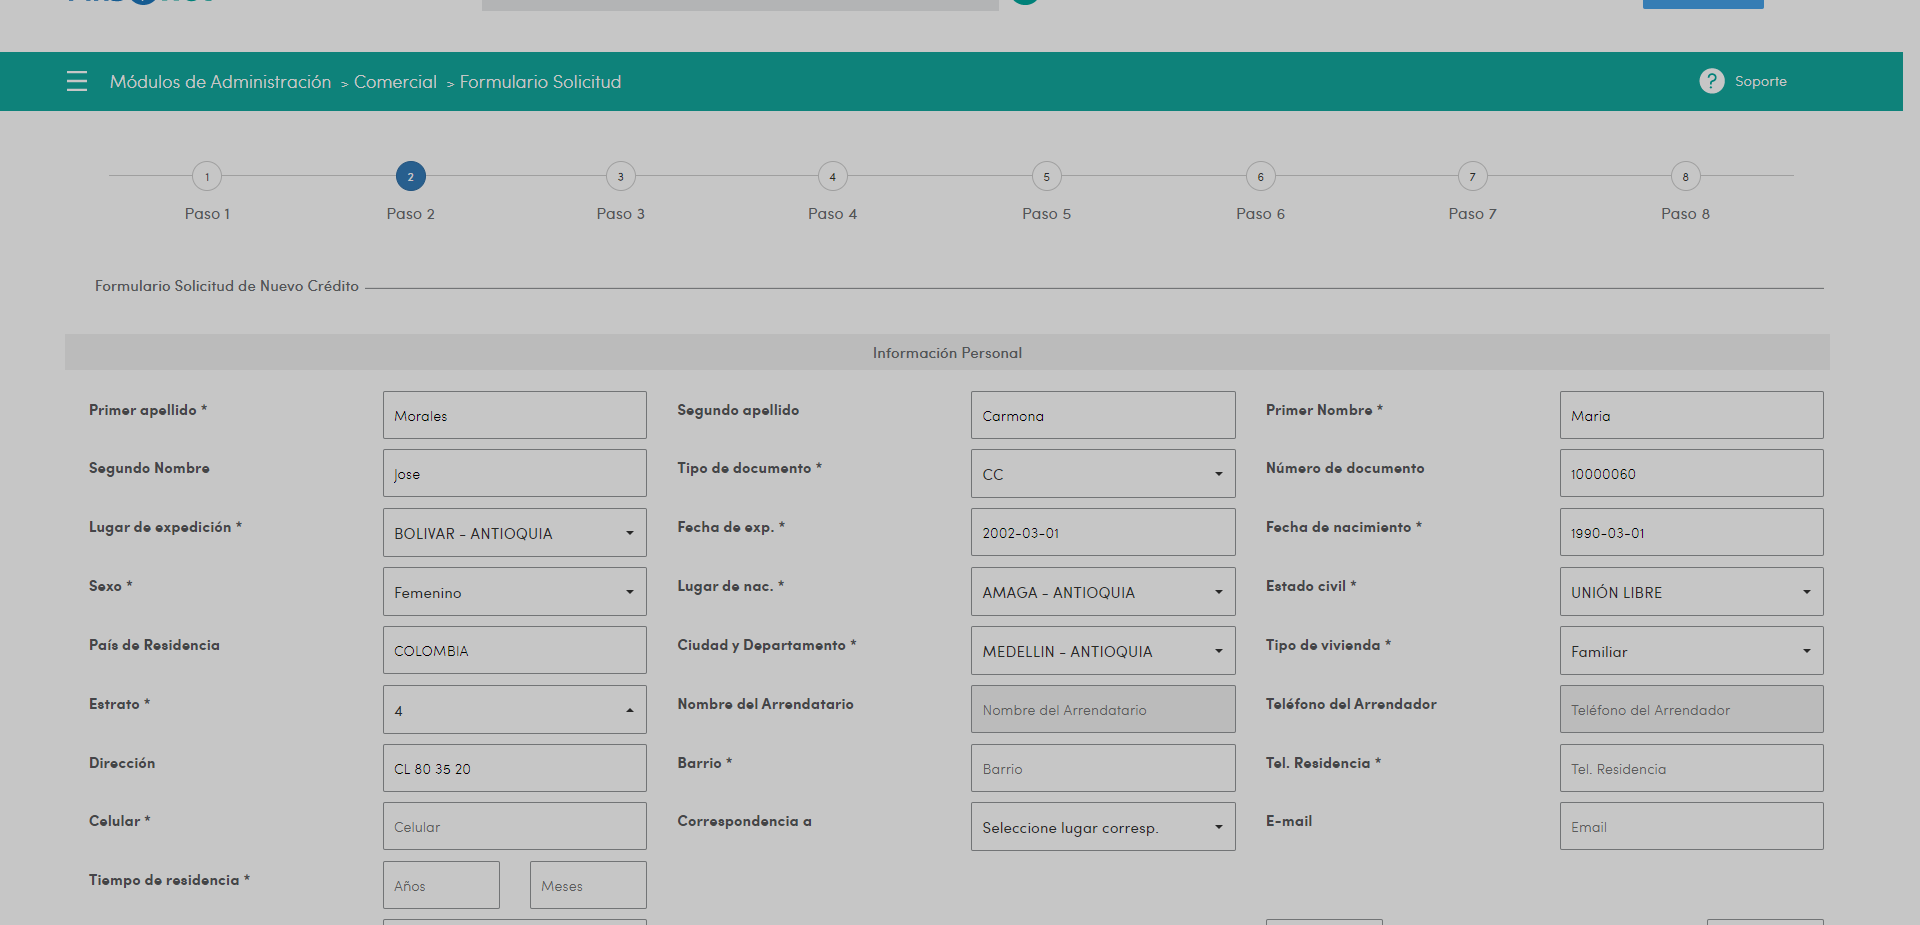 Módulos de Administración > Comercial > Formulario Solicitud
? Soporte
1 2 3 4 5 6 7 8
Paso 1 Paso 2 Paso 3 Paso 4 Paso 5 Paso 6 Paso 7 Paso 8
Formulario Solicitud de Nuevo Crédito
Información Personal
Primer apellido * Morales Segundo apellido Carmona Primer Nombre * Maria
Segundo Nombre Jose Tipo de documento * CC Número de documento 10000060
Lugar de expedición * BOLIVAR - ANTIOQUIA Fecha de exp. * 2002-03-01 Fecha de nacimiento * 1990-03-01
Sexo * Femenino Lugar de nac. * AMAGA - ANTIOQUIA Estado civil * UNIÓN LIBRE
País de Residencia COLOMBIA Ciudad y Departamento * MEDELLIN - ANTIOQUIA Tipo de vivienda * Familiar
Estrato * 4 Nombre del Arrendatario Nombre del Arrendatario Teléfono del Arrendador Teléfono del Arrendador
Dirección CL 80 35 20 Barrio * Barrio Tel. Residencia * Tel. Residencia
Celular * Celular Correspondencia a Seleccione lugar corresp. E-mail Email
Tiempo de residencia * Años Meses